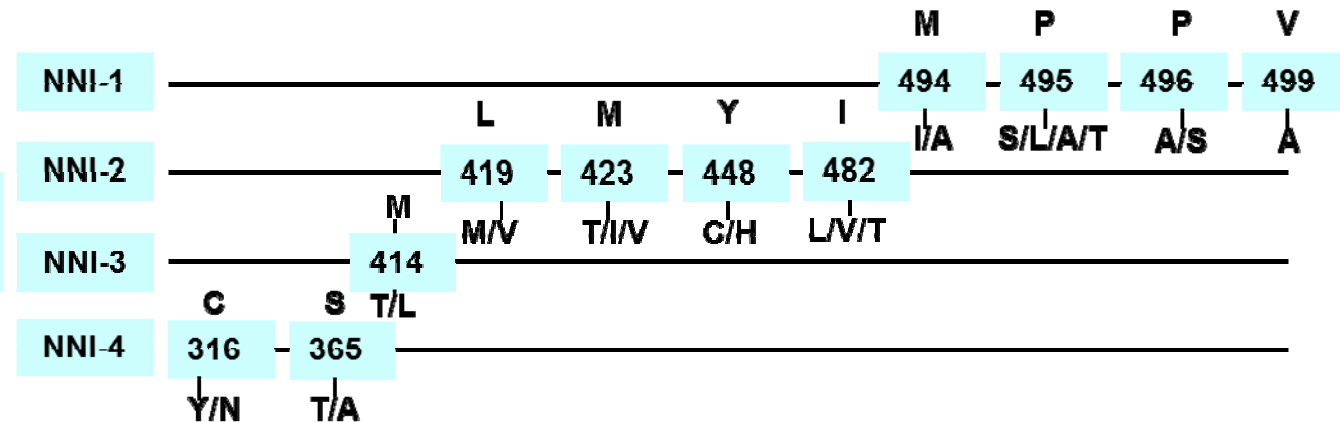 M P P V
NNI-1 494 495 496 499
L M Y I
I/A S/L/A/T A/S A
NNI-2 419 423 448 482
M
M/V T/I/V C/H L/V/T
NNI-3 414
C S T/L
NNI-4 316 365
Y/N T/A